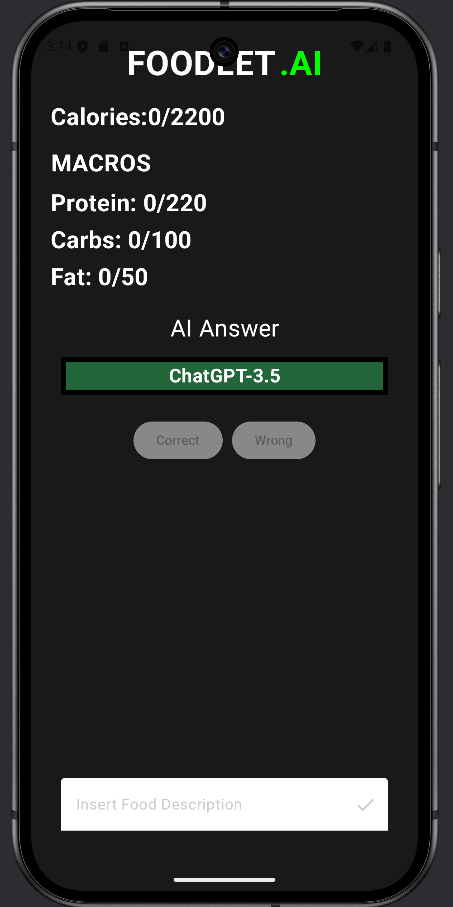 3:14
FOODLET.AI
Calories:0/2200
MACROS
Protein: 0/220
Carbs: 0/100
Fat: 0/50
AI Answer
ChatGPT-3.5
Correct Wrong
Insert Food Description